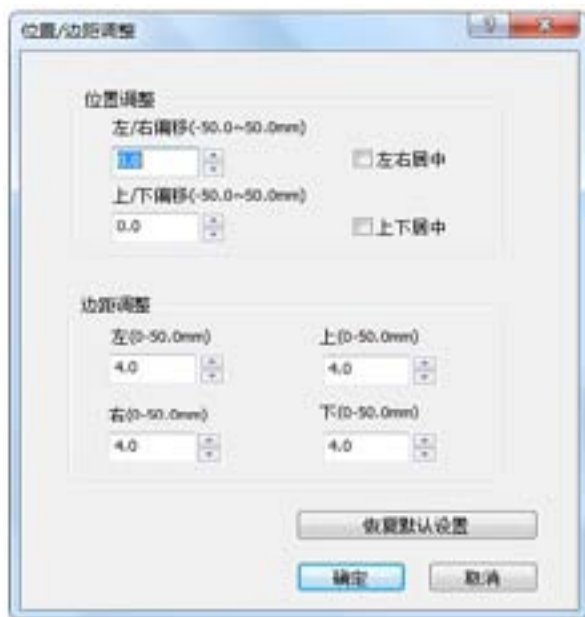 位置/边距调整
位置调整
左/右偏移(-50.0~50.0mm)
0.0
左右居中
上/下偏移(-50.0~50.0mm)
0.0
上下居中
边距调整
左(0-50.0mm)
上(0-50.0mm)
4.0
4.0
右(0-50.0mm)
下(0-50.0mm)
4.0
4.0
恢复默认设置
确定
取消